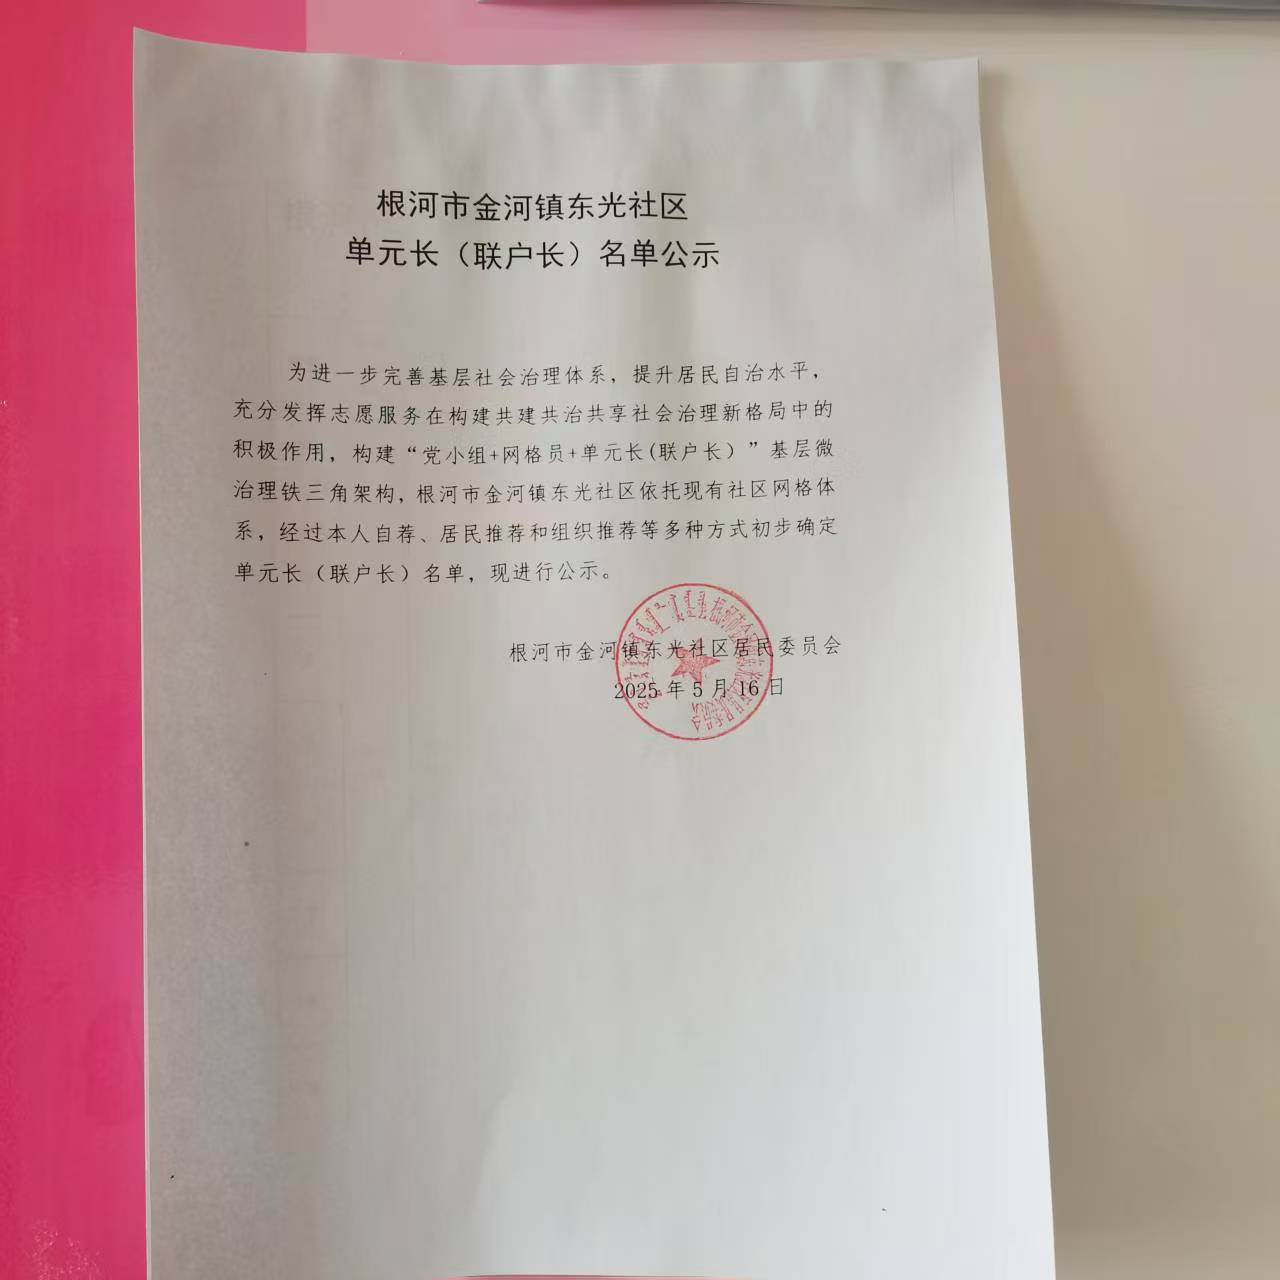 根河市金河镇东光社区
单元长（联户长）名单公示
为进一步完善基层社会治理体系，提升居民自治水平，
充分发挥志愿服务在构建共建共治共享社会治理新格局中的
积极作用，构建“党小组+网格员+单元长(联户长）”基层微
治理铁三角架构，根河市金河镇东光社区依托现有社区网格体
系，经过本人自荐、居民推荐和组织推荐等多种方式初步确定
单元长（联户长）名单，现进行公示。
根河市金河镇东光社区居民委员会
2025 年 5 月 16 日